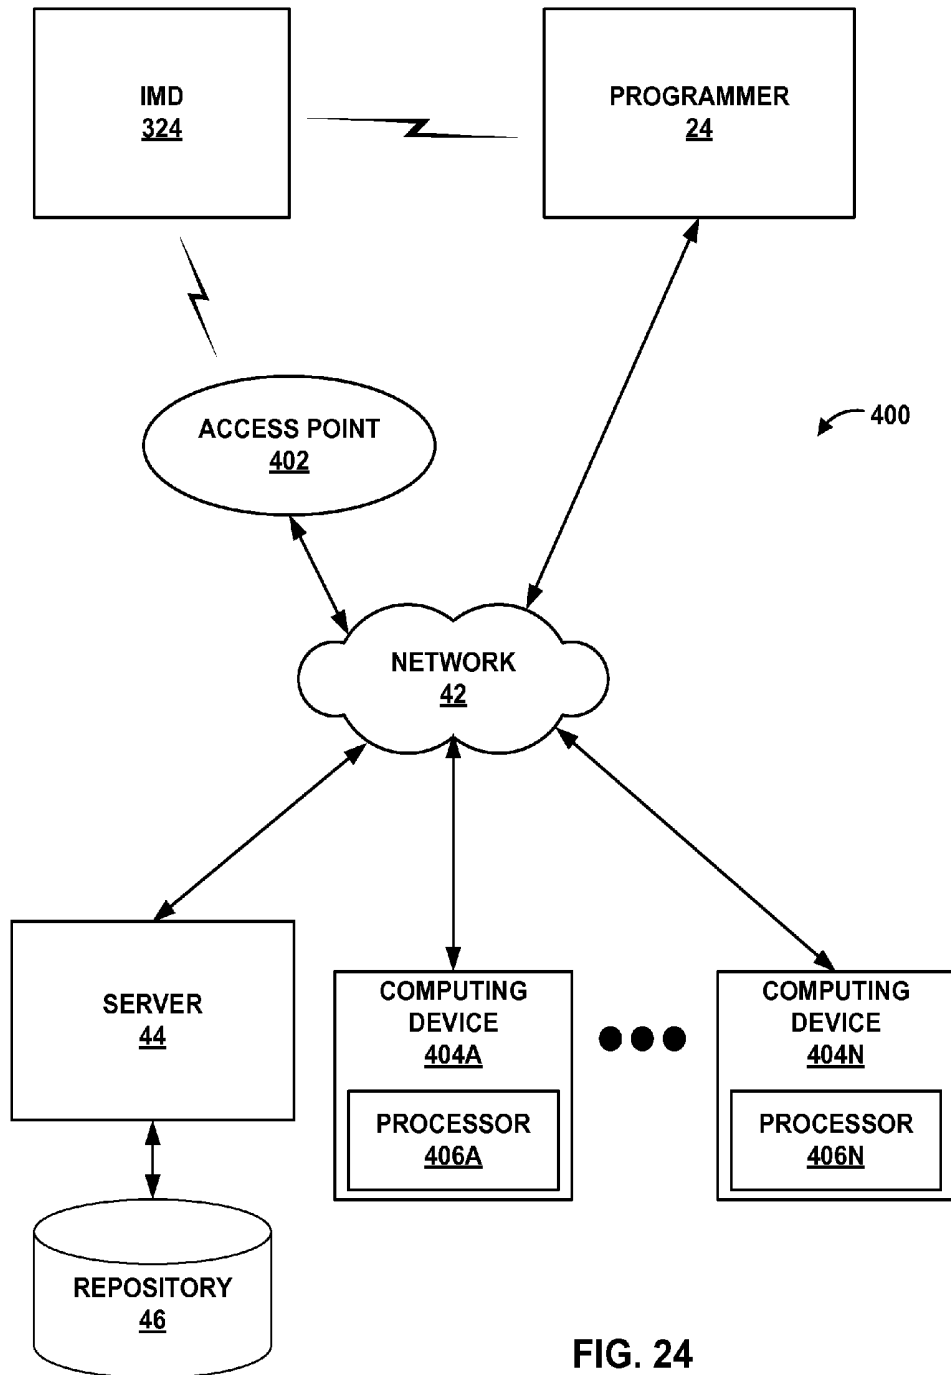 IMD
324
PROGRAMMER
24
ACCESS POINT
402
400
NETWORK
42
SERVER
44
COMPUTING
DEVICE
404A
PROCESSOR
406A
COMPUTING
DEVICE
404N
PROCESSOR
406N
REPOSITORY
46
FIG. 24